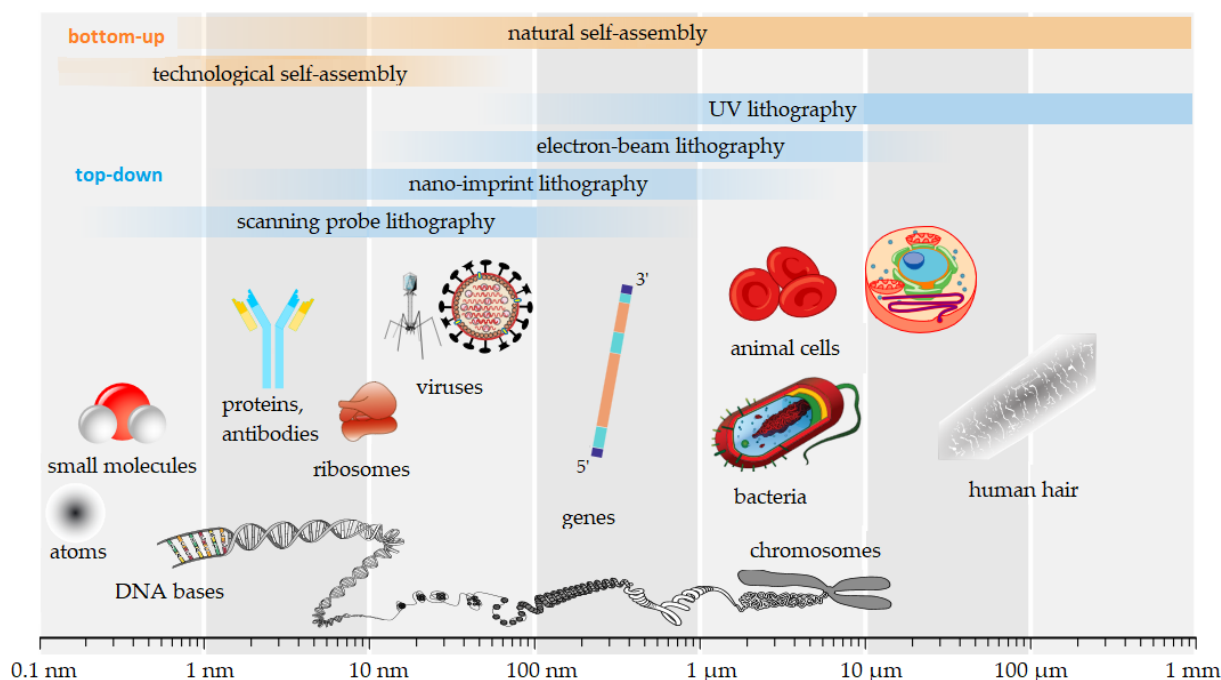 bottom-up
natural self-assembly
technological self-assembly
UV lithography
electron-beam lithography
top-down
nano-imprint lithography
scanning probe lithography
3'
animal cells
viruses
proteins,
antibodies
small molecules
ribosomes
5'
bacteria
human hair
genes
atoms
chromosomes
DNA bases
0.1 nm
1 nm
10 nm
100 nm
1 µm
10 µm
100 µm
1 mm